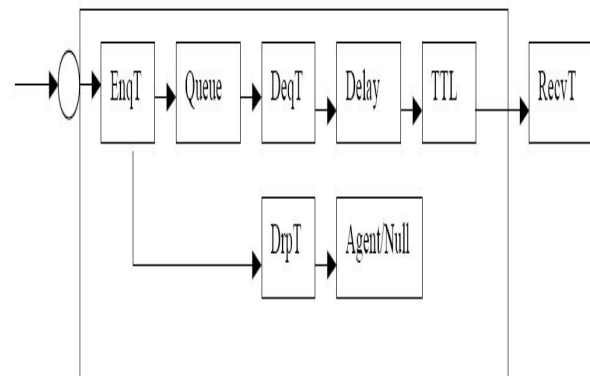 EnqT
Queue
DeqT
Delay
TTL
RecvT
DrpT
Agent/Null